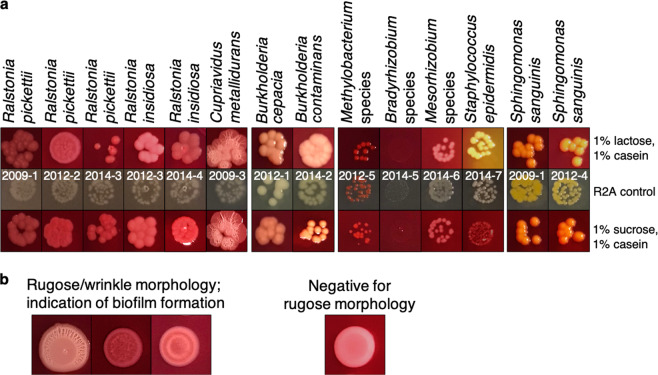 a
Ralstonia
pickettii
Ralstonia
pickettii
Ralstonia
pickettii
Ralstonia
insidiosa
Ralstonia
insidiosa
Cupriavidus
metallidurans
Burkholderia
cepacia
Burkholderia
contaminans
Methylobacterium
species
Bradyrhizobium
species
Mesorhizobium
species
Staphylococcus
epidermidis
Sphingomonas
sanguinis
Sphingomonas
sanguinis
1% lactose,
1% casein
2009-1 2012-2 2014-3 2012-3 2014-4 2009-3 2012-1 2014-2 2012-5 2014-5 2014-6 2014-7 2009-1 2012-4
R2A control
1% sucrose,
1% casein
b
Rugose/wrinkle morphology;
indication of biofilm formation
Negative for
rugose morphology